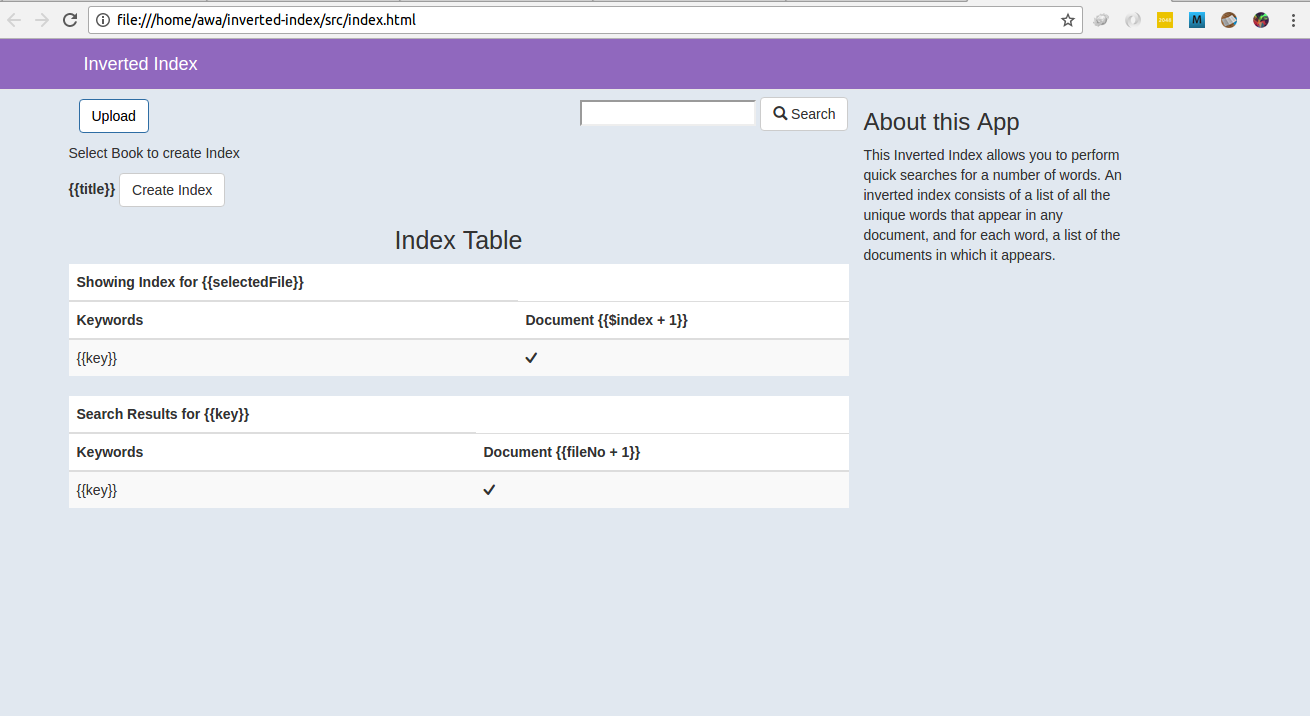 file:///home/awa/inverted-index/src/index.html
2048
M
Inverted Index
Upload
Search
Select Book to create Index
{{title}} Create Index
Index Table
Showing Index for {{selectedFile}}
Keywords Document {{$index + 1}}
{{key}}
Search Results for {{key}}
Keywords Document {{fileNo + 1}}
{{key}}
About this App
This Inverted Index allows you to perform
quick searches for a number of words. An
inverted index consists of a list of all the
unique words that appear in any
document, and for each word, a list of the
documents in which it appears.